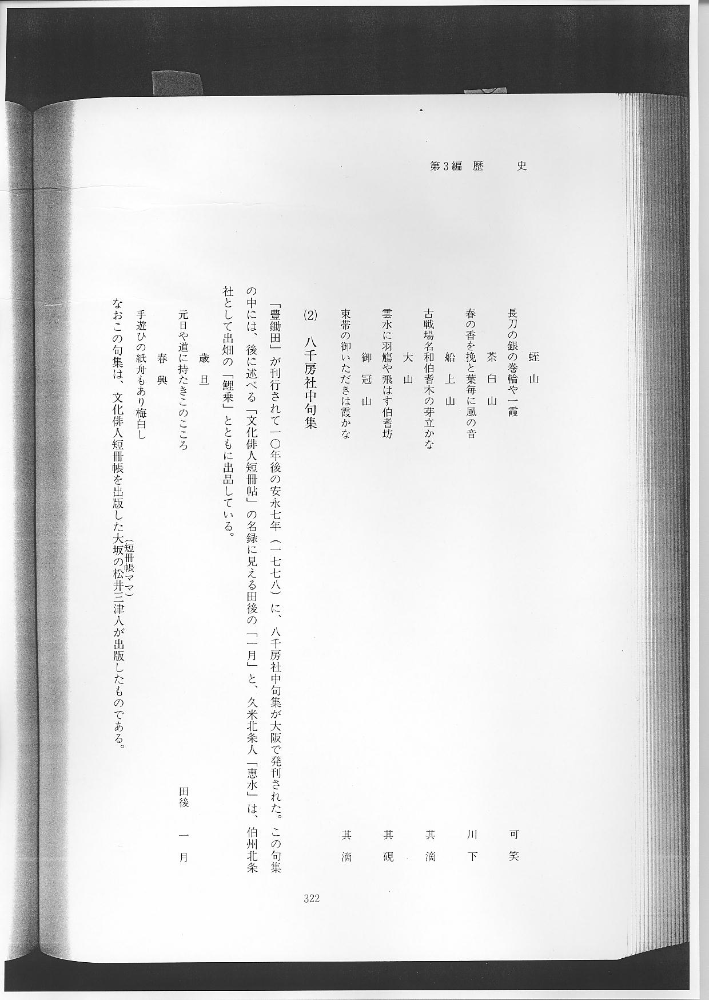 第3編 歴 史
蛭 山
長刀の銀の巻輪や一霞 可 笑
茶 臼 山
春の香を挽と葉毎に風の音 川 下
船 上 山
古戦場名和伯耆木の芽立かな 其 滴
大 山
雲水に羽觴や飛はす伯耆坊 其 硯
御 冠 山
束帯の御いただきは霞かな 其 滴
(2) 八千房社中句集
「豊鋤田」が刊行されて一〇年後の安永七年(一七七八)に、八千房社中句集が大阪で発刊された。この句集
の中には、後に述べる「文化俳人短冊帖」の名録に見える田後の「一月」と、久米北条人「恵水」は、伯州北条
社として出畑の「鯉乗」とともに出品している。
歳 旦
元日や道に持たきこのこころ 田後 一 月
春 興
手遊ひの紙舟もあり梅白し
(短冊帳ママ)
なおこの句集は、文化俳人短冊帳を出版した大坂の松井三津人が出版したものである。
322